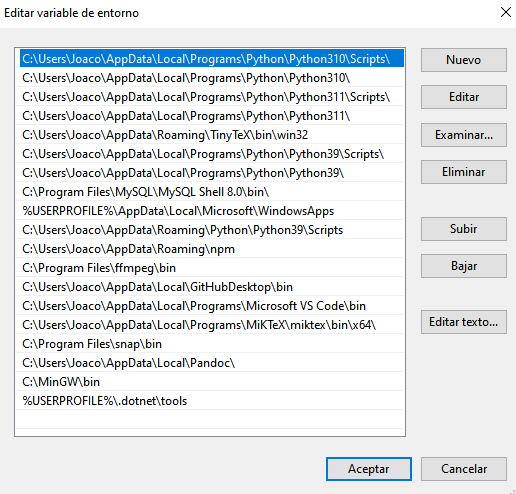 Editar variable de entorno
C:\Users\Joaco\AppData\Local\Programs\Python\Python310\Scripts\
C:\Users\Joaco\AppData\Local\Programs\Python\Python310\
C:\Users\Joaco\AppData\Local\Programs\Python\Python311\Scripts\
C:\Users\Joaco\AppData\Local\Programs\Python\Python311\
C:\Users\Joaco\AppData\Roaming\TinyTeX\bin\win32
C:\Users\Joaco\AppData\Local\Programs\Python\Python39\Scripts\
C:\Users\Joaco\AppData\Local\Programs\Python\Python39\
C:\Program Files\MySQL\MySQL Shell 8.0\bin\
%USERPROFILE%\AppData\Local\Microsoft\WindowsApps
C:\Users\Joaco\AppData\Roaming\Python\Python39\Scripts
C:\Users\Joaco\AppData\Roaming\npm
C:\Program Files\ffmpeg\bin
C:\Users\Joaco\AppData\Local\GitHubDesktop\bin
C:\Users\Joaco\AppData\Local\Programs\Microsoft VS Code\bin
C:\Users\Joaco\AppData\Local\Programs\MiKTeX\miktex\bin\x64\
C:\Program Files\snap\bin
C:\Users\Joaco\AppData\Local\Pandoc\
C:\MinGW\bin
%USERPROFILE%\.dotnet\tools
Nuevo
Editar
Examinar...
Eliminar
Subir
Bajar
Editar texto...
Aceptar
Cancelar